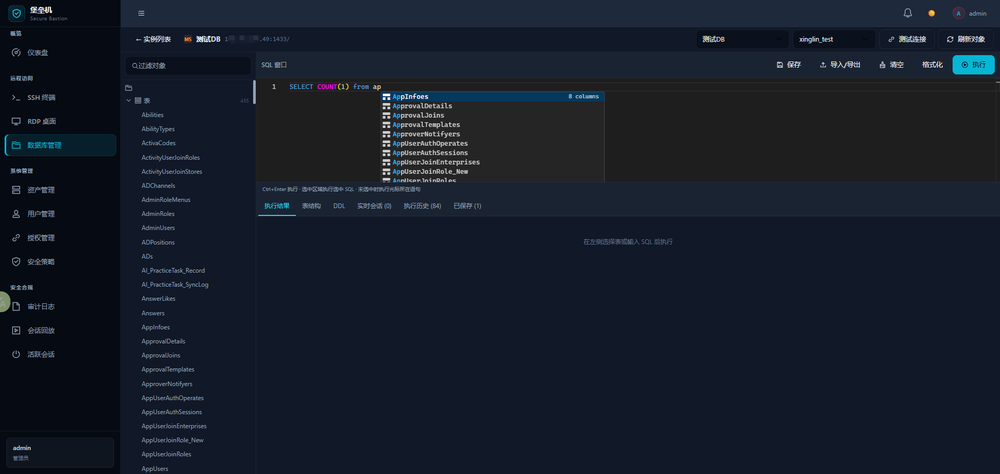 堡垒机
Secure Bastion
概览
仪表盘
远程访问
SSH 终端
RDP 桌面
数据库管理
系统管理
资产管理
用户管理
授权管理
安全策略
安全合规
审计日志
会话回放
活跃会话
admin
管理员
A admin
← 实例列表 MS 测试DB .49:1433/
测试DB xinglin_test 测试连接 刷新对象
过滤对象
表 455
Abilities
AbilityTypes
ActivaCodes
ActivityUserJoinRoles
ActivityUserJoinStores
ADChannels
AdminRoleMenus
AdminRoles
AdminUsers
ADPositions
ADs
AI_PracticeTask_Record
AI_PracticeTask_SyncLog
AnswerLikes
Answers
AppInfoes
ApprovalDetails
ApprovalJoins
ApprovalTemplates
ApproverNotifyers
AppUserAuthOperates
AppUserAuthSessions
AppUserJoinEnterprises
AppUserJoinRole_New
AppUserJoinRoles
AppUsers
SQL 窗口 保存 导入/导出 清空 格式化 执行
1 SELECT COUNT(1) from ap
AppInfoes 8 columns
ApprovalDetails
ApprovalJoins
ApprovalTemplates
ApproverNotifyers
AppUserAuthOperates
AppUserAuthSessions
AppUserJoinEnterprises
AppUserJoinRole_New
AppUserJoinRoles
Ctrl+Enter 执行 · 选中区域执行选中 SQL · 未选中时执行光标所在语句
执行结果 表结构 DDL 实时会话 (0) 执行历史 (84) 已保存 (1)
在左侧选择表或输入 SQL 后执行